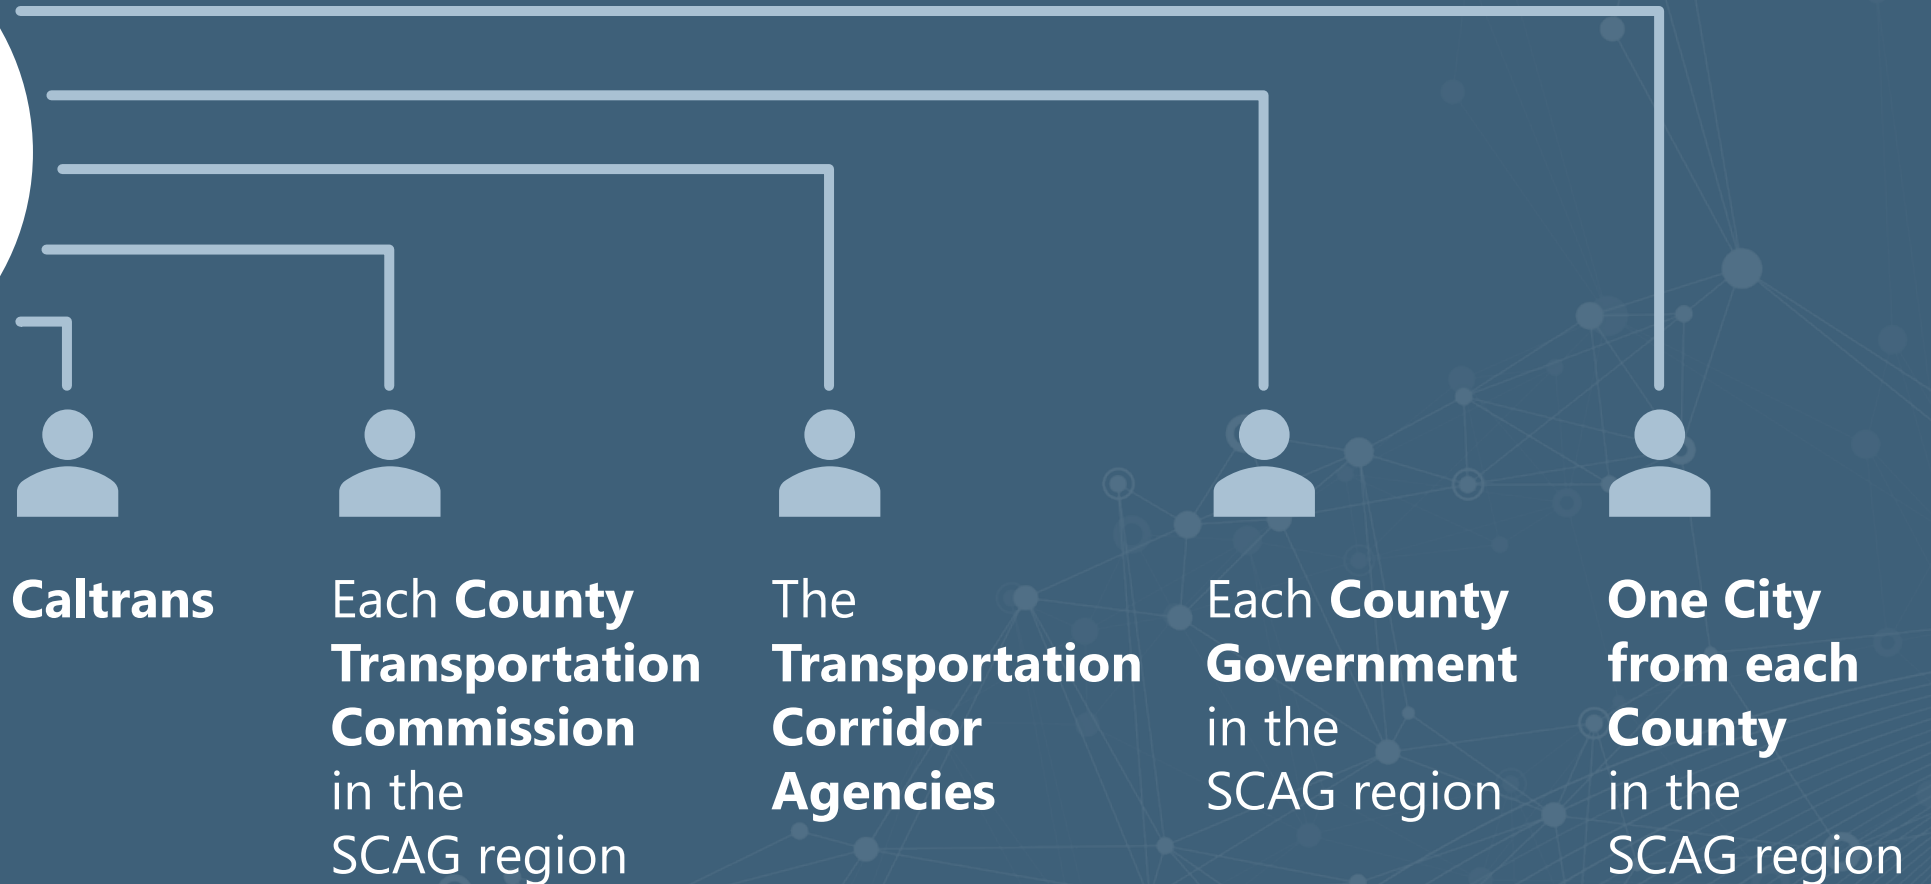 Caltrans
Each County
Transportation
Commission
in the
SCAG region
The
Transportation
Corridor
Agencies
Each County
Government
in the
SCAG region
One City
from each
County
in the
SCAG region